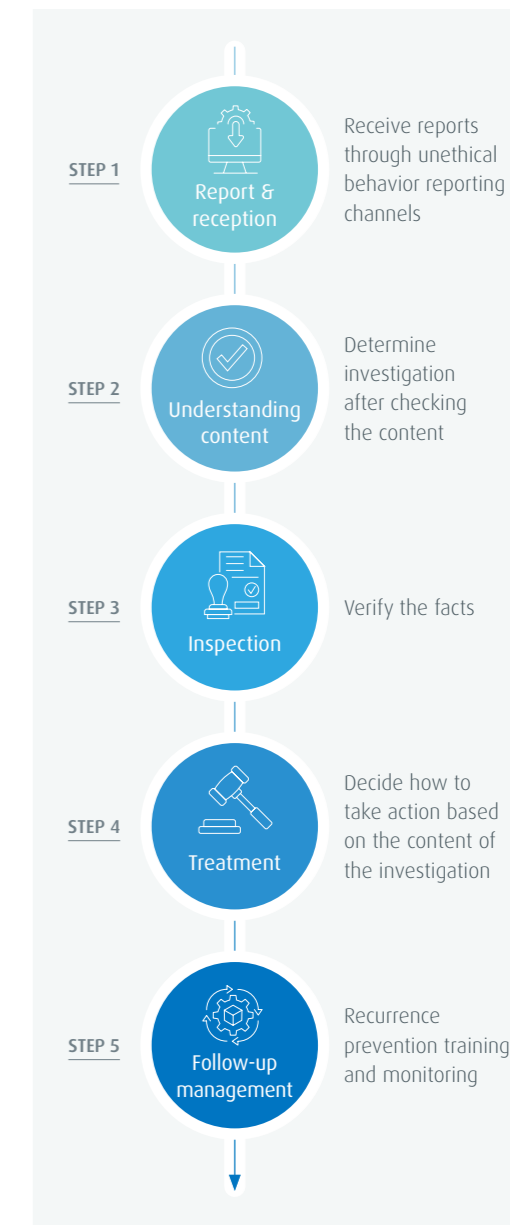 STEP 1
Report &
reception
Receive reports
through unethical
behavior reporting
channels
STEP 2
Understanding
content
Determine
investigation
after checking
the content
STEP 3
Inspection
Verify the facts
STEP 4
Treatment
Decide how to
take action based
on the content of
the investigation
STEP 5
Follow-up
management
Recurrence
prevention training
and monitoring